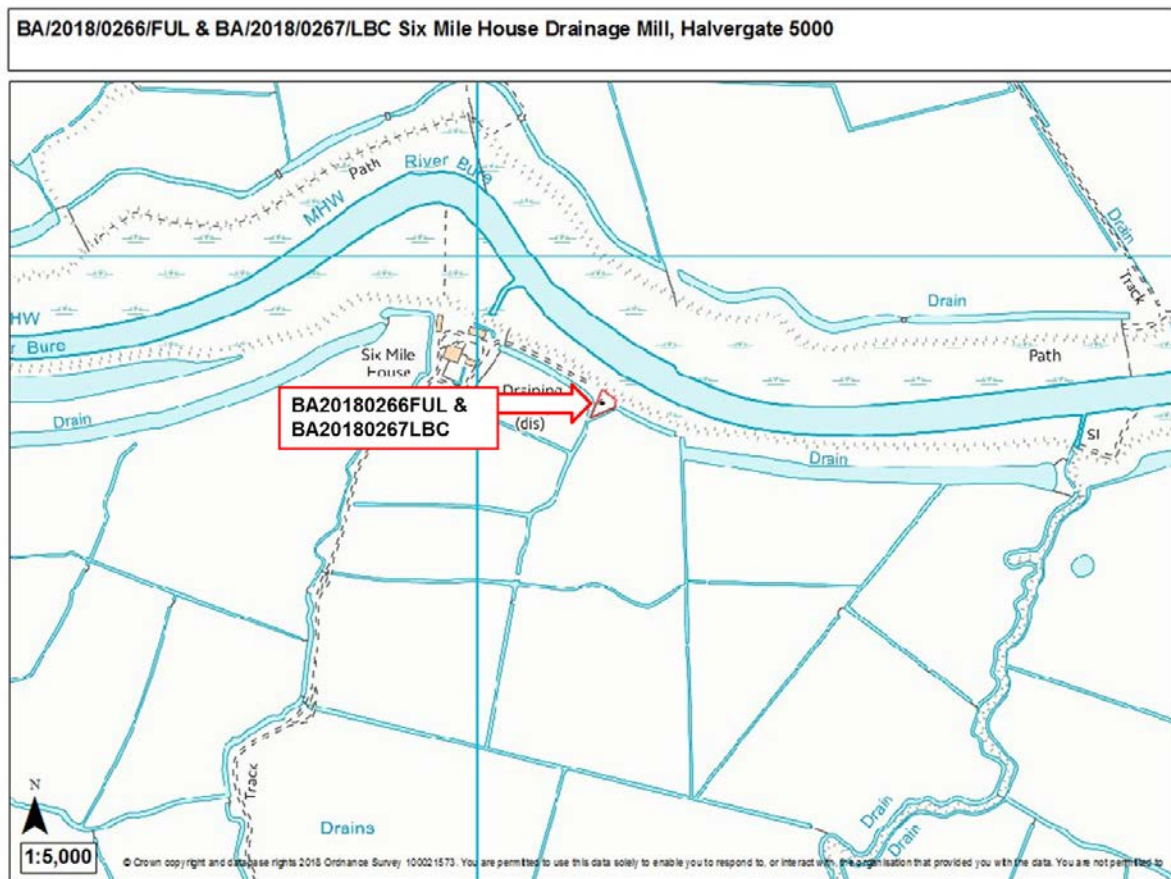 BA/2018/0266/FUL & BA/2018/0267/LBC Six Mile House Drainage Mill, Halvergate 5000
Path
River Bure
MHW
Drain
Track
HW
r Bure
Drain
Path
Six Mile
House
Draining
(dis)
BA20180266FUL &
BA20180267LBC
Drain
Drain
Sl
Track
Drains
Drain
Drain
N
1:5,000
© Crown copyright and database rights 2018 Ordnance Survey 100021573. You are permitted to use this data solely to enable you to respond to, or interact with, the organisation that provided you with the data. You are not permitted to